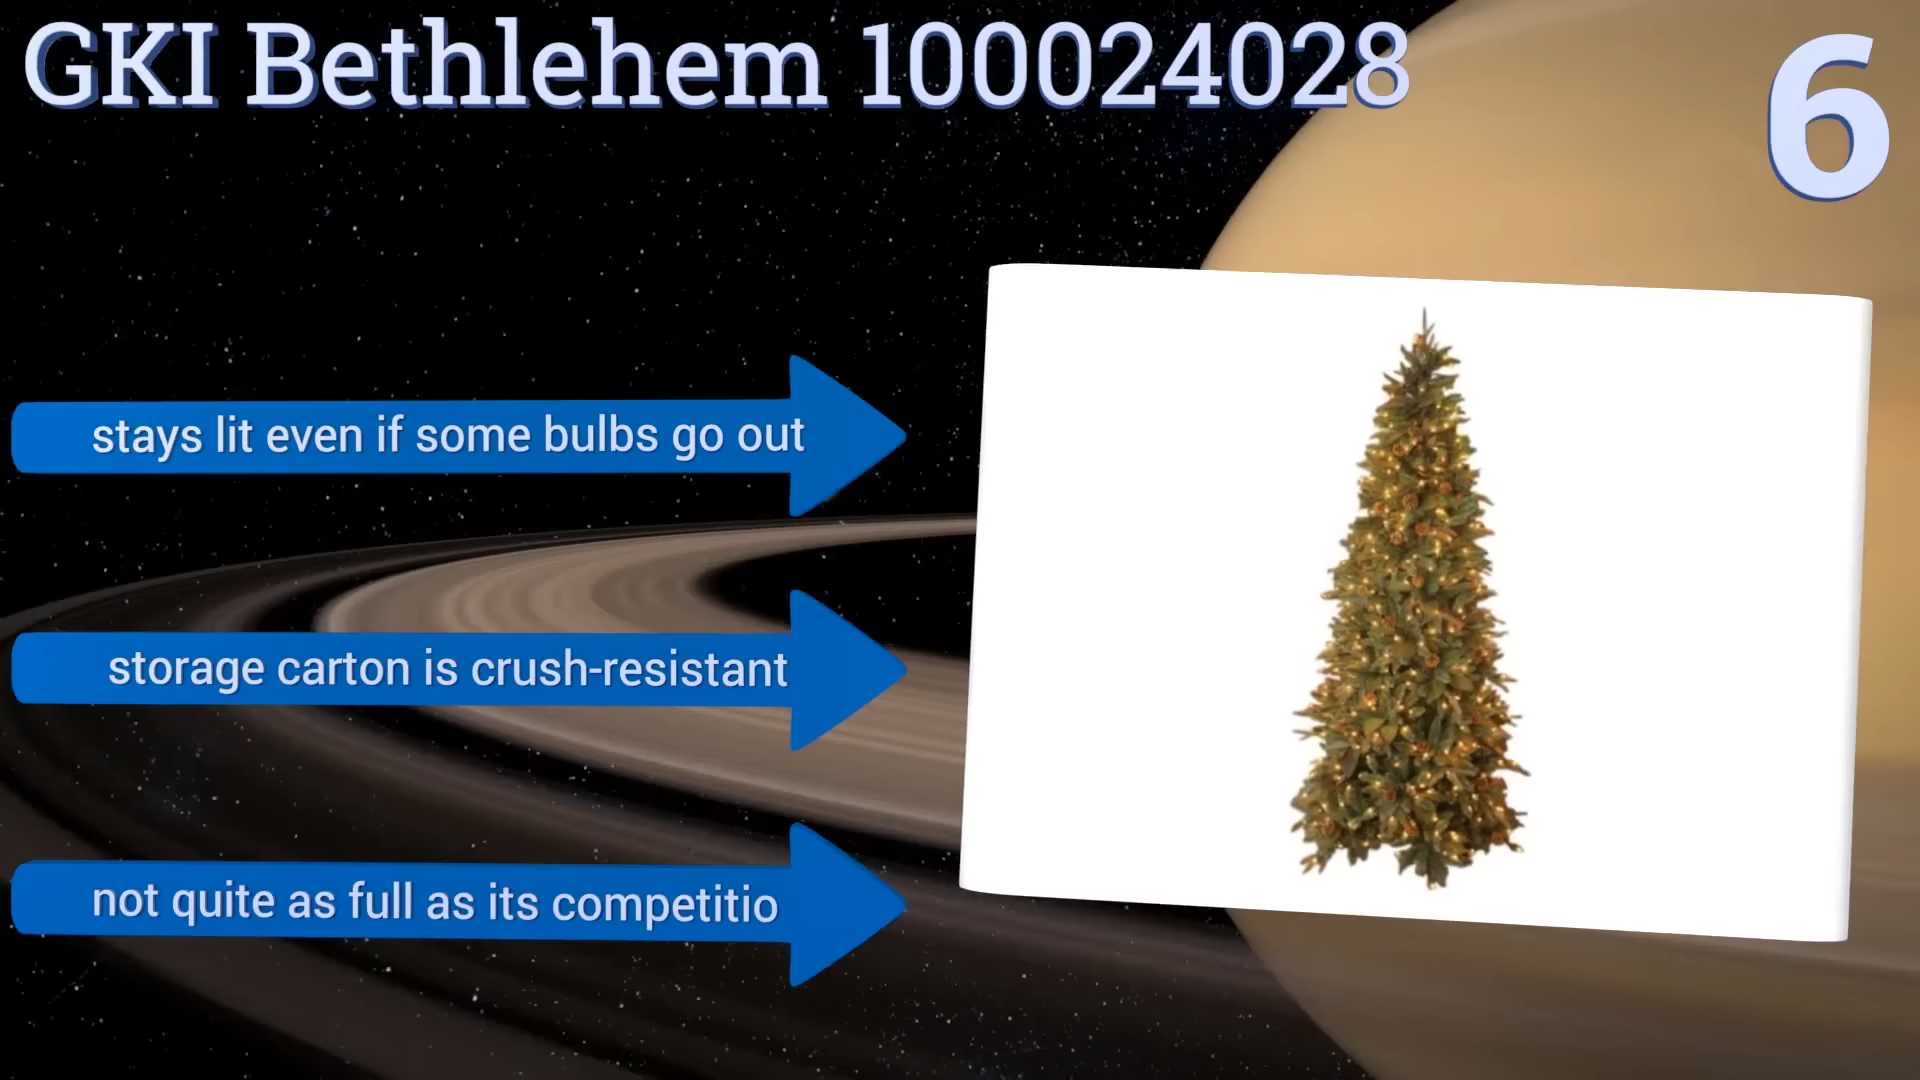 GKI Bethlehem 100024028
6
stays lit even if some bulbs go out
storage carton is crush-resistant
not quite as full as its competitio